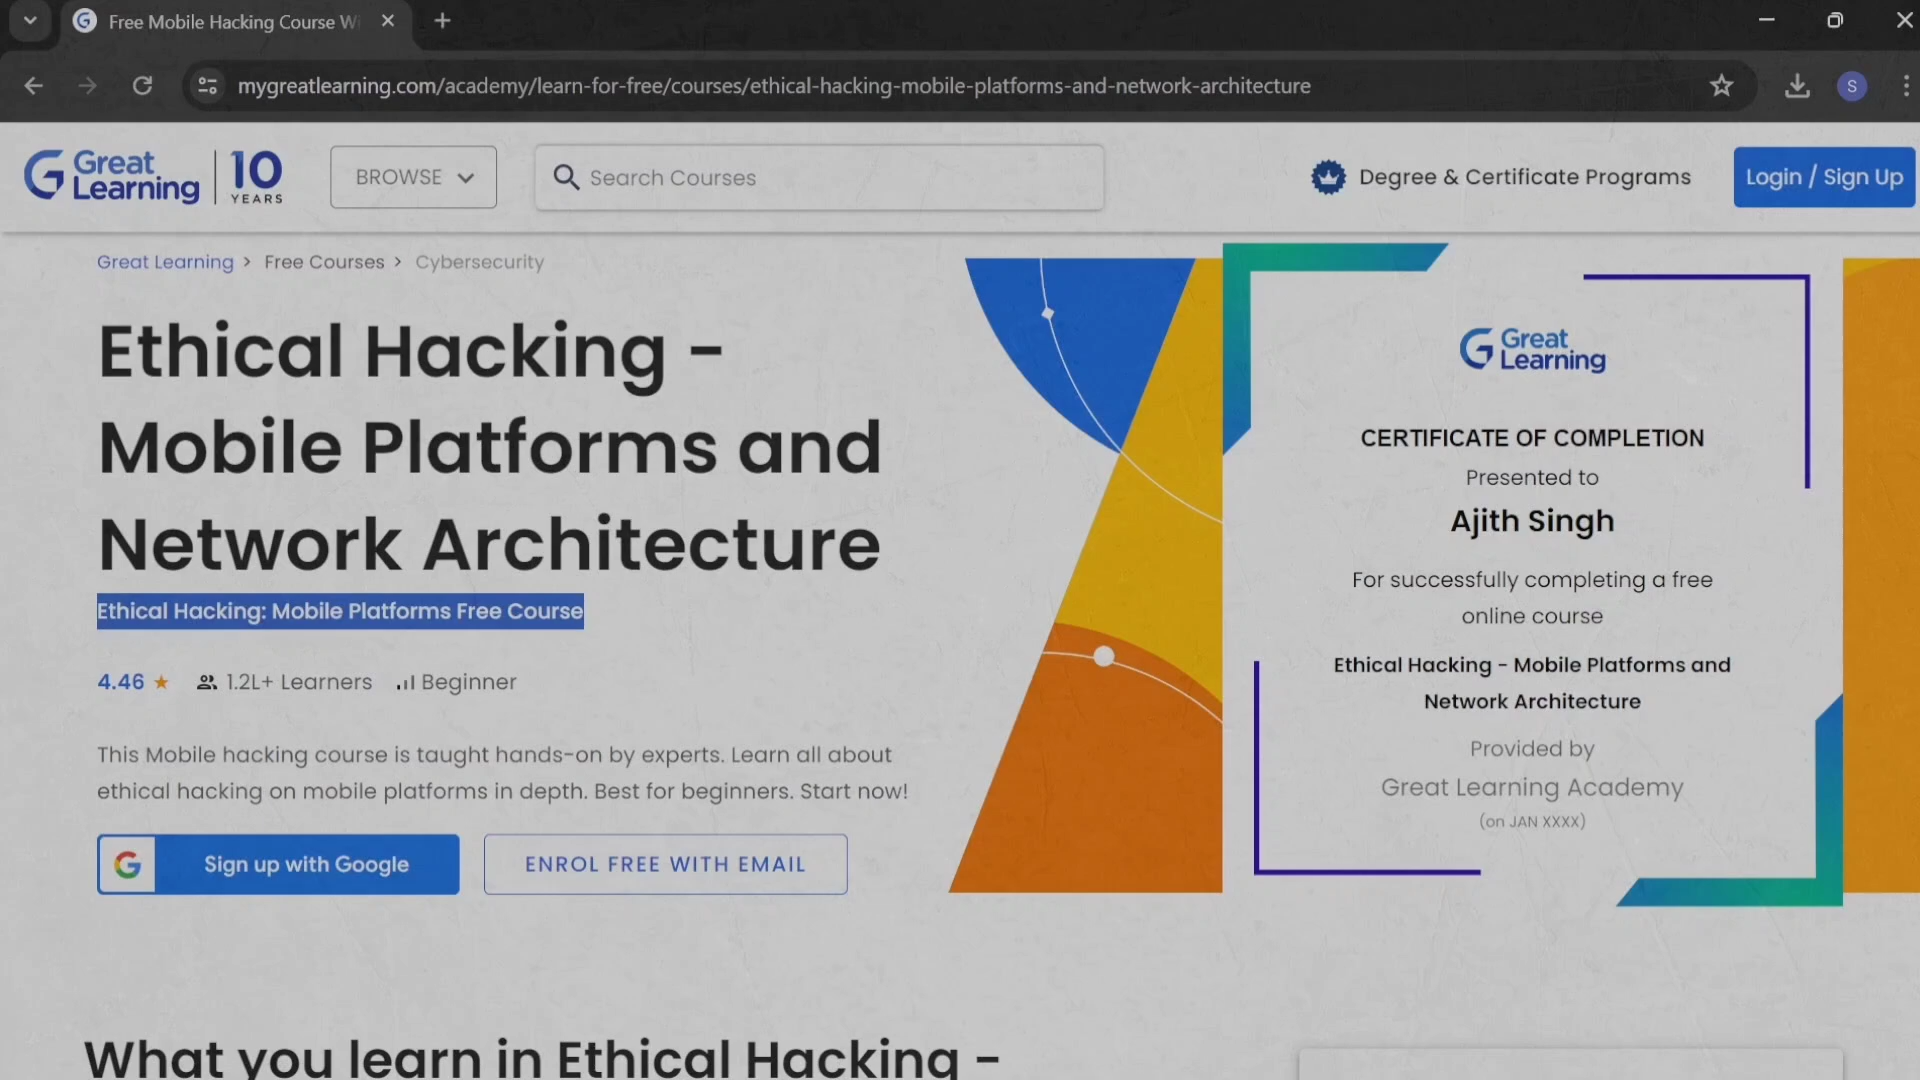 Free Mobile Hacking Course Wi
mygreatlearning.com/academy/learn-for-free/courses/ethical-hacking-mobile-platforms-and-network-architecture
S
Great
Learning
10
YEARS
BROWSE
Search Courses
Degree & Certificate Programs
Login / Sign Up
Great Learning > Free Courses > Cybersecurity
Ethical Hacking -
Mobile Platforms and
Network Architecture
Ethical Hacking: Mobile Platforms Free Course
4.46 ★ 1.2L+ Learners Beginner
This Mobile hacking course is taught hands-on by experts. Learn all about
ethical hacking on mobile platforms in depth. Best for beginners. Start now!
Sign up with Google
ENROL FREE WITH EMAIL
Great
Learning
CERTIFICATE OF COMPLETION
Presented to
Ajith Singh
For successfully completing a free
online course
Ethical Hacking - Mobile Platforms and
Network Architecture
Provided by
Great Learning Academy
(on JAN XXXX)
What you learn in Ethical Hacking -